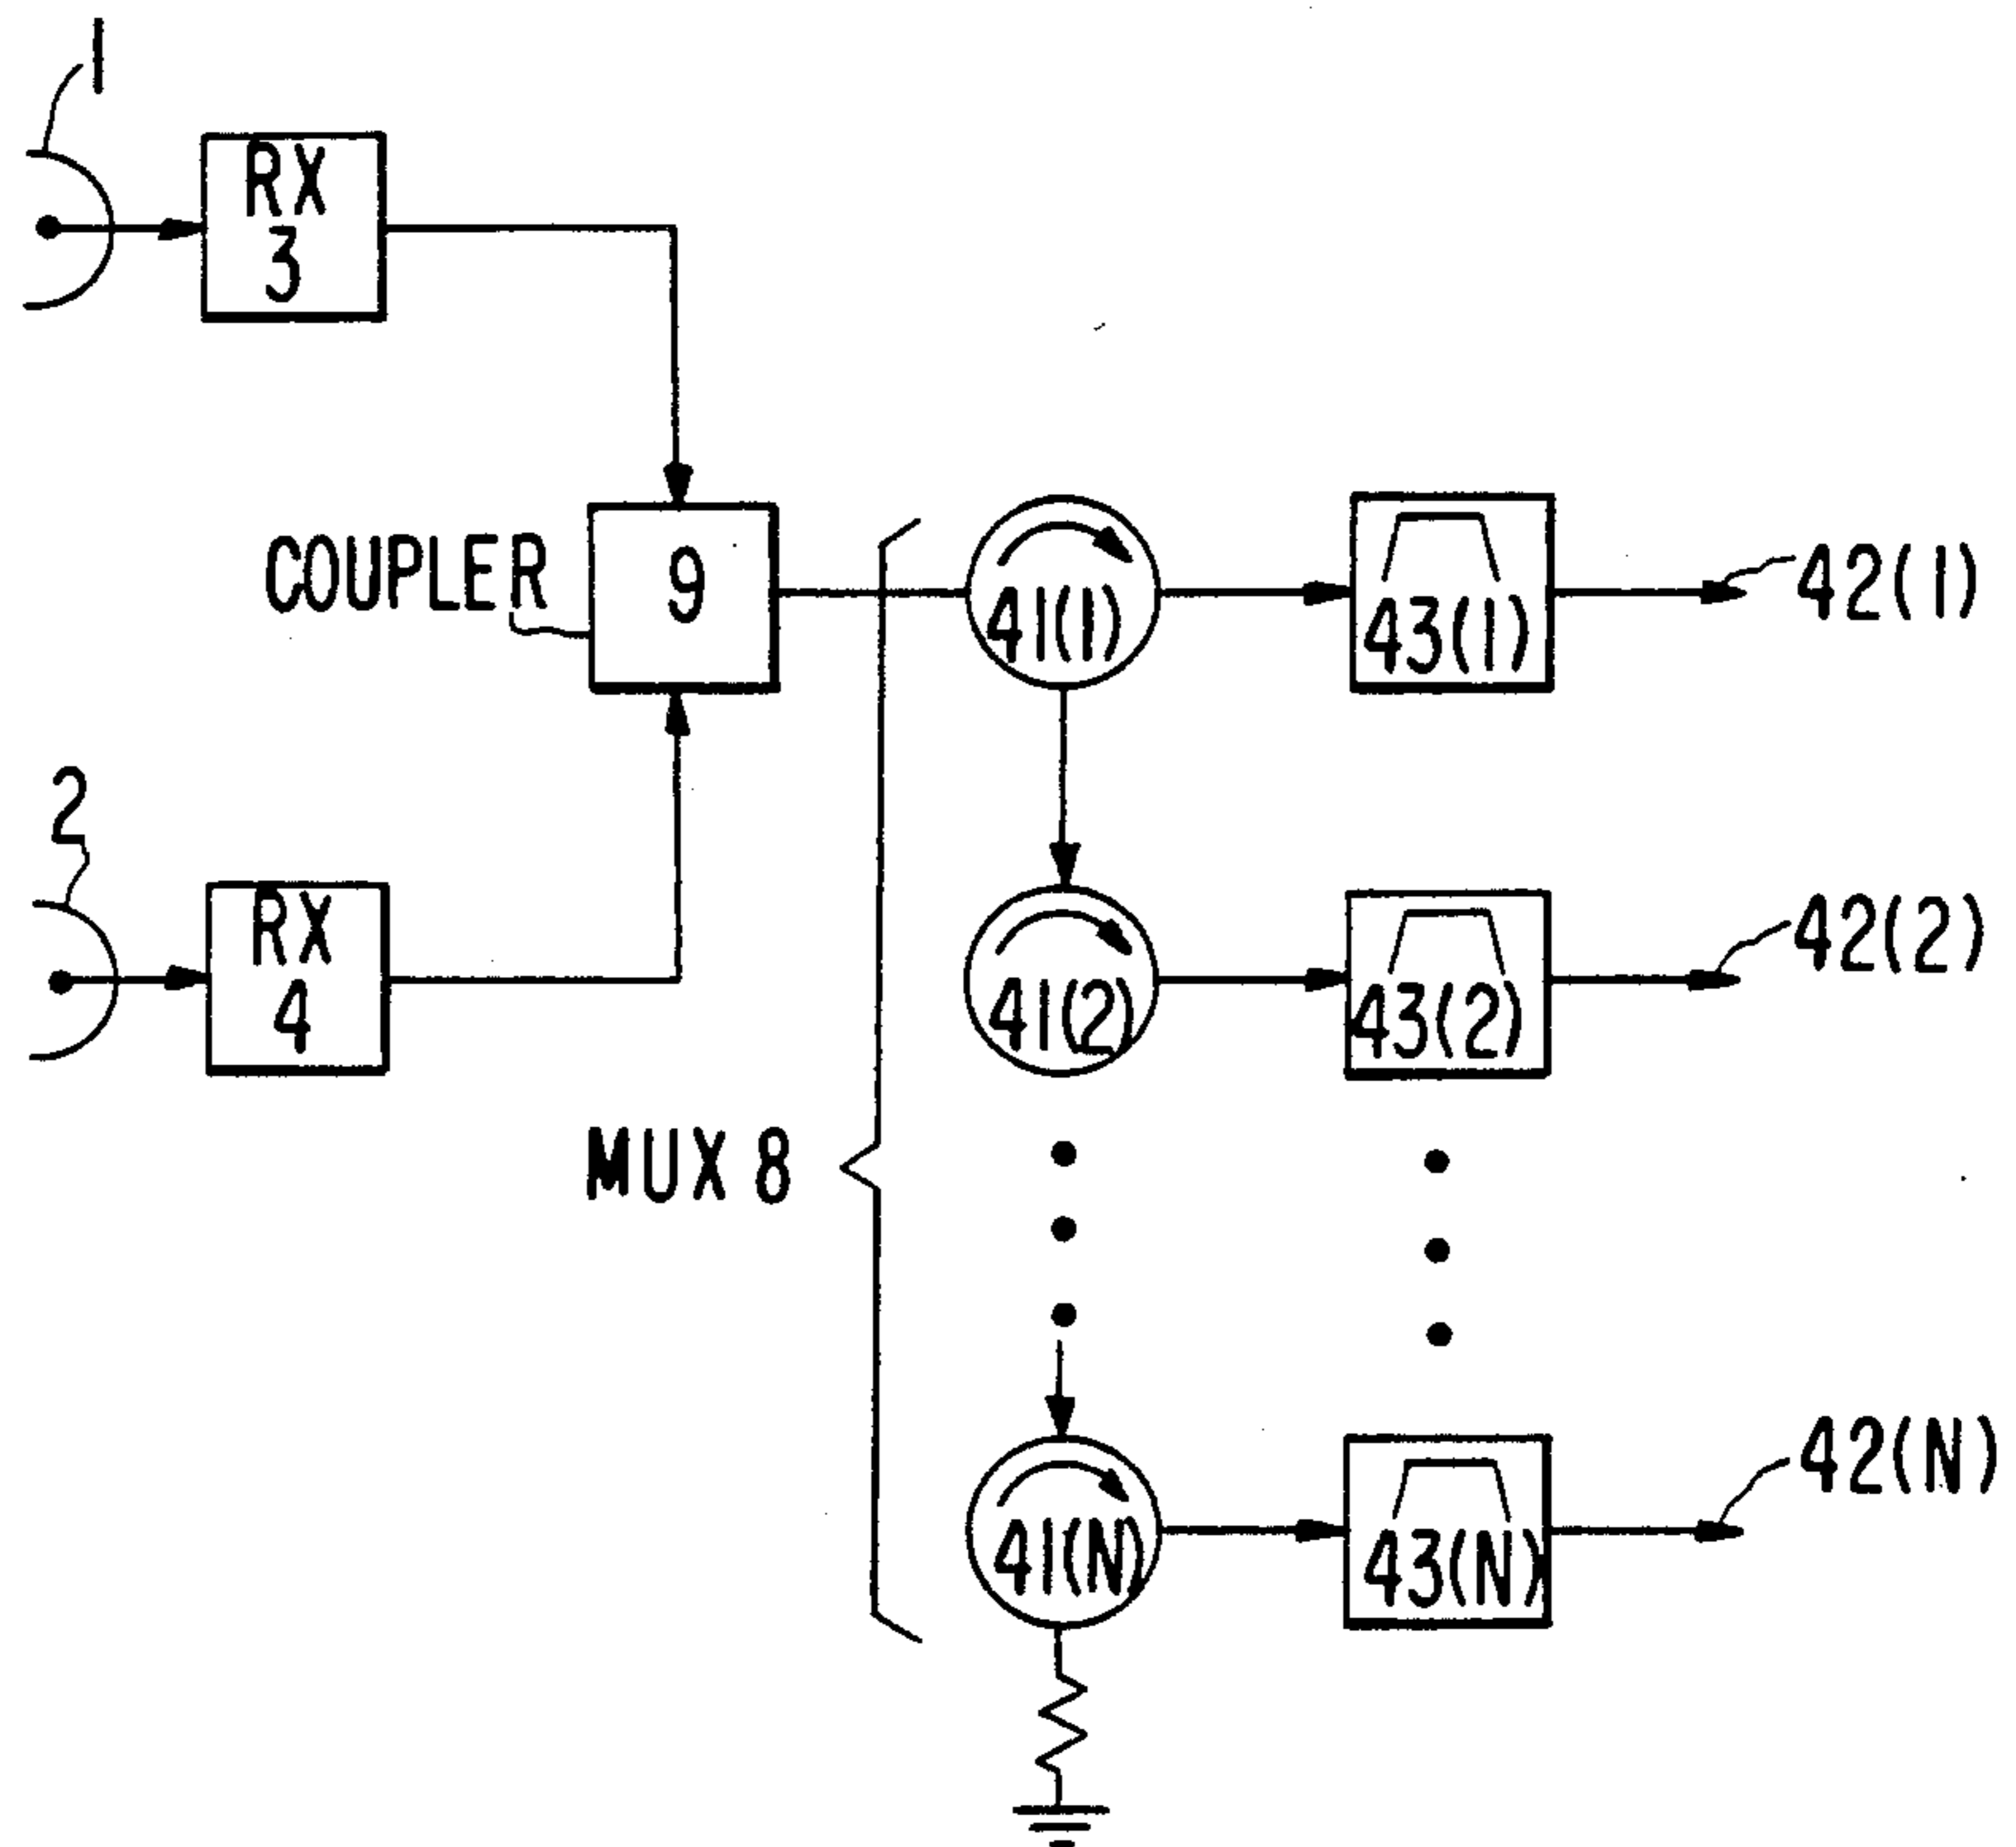 1
RX
3
COUPLER
9
41(1)
43(1)
42(1)
2
RX
4
41(2)
43(2)
42(2)
MUX 8
41(N)
43(N)
42(N)